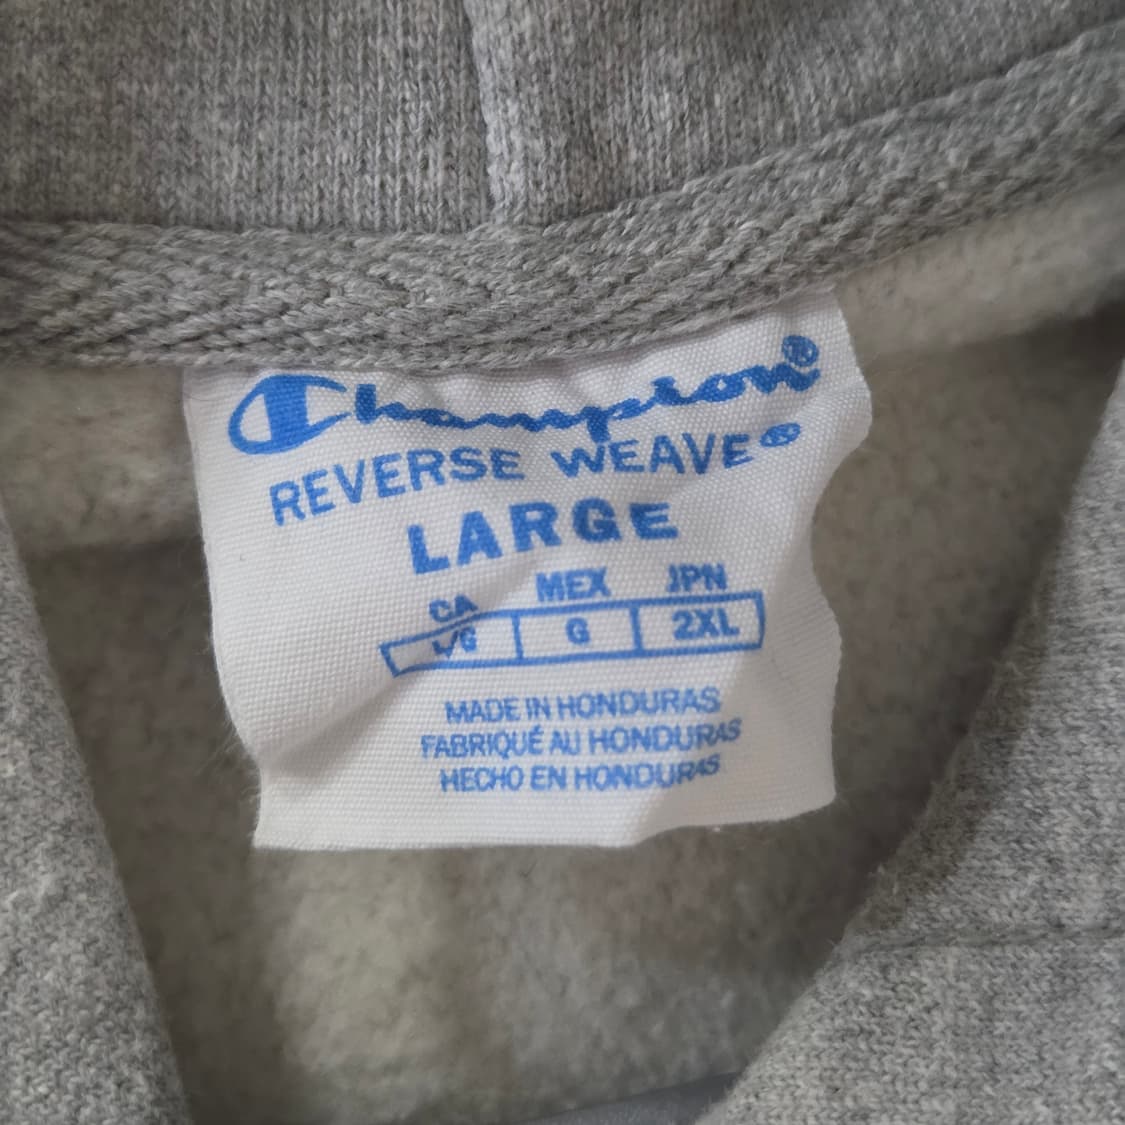 Champion®
REVERSE WEAVE®
LARGE
CA MEX JPN
L/G G 2XL
MADE IN HONDURAS
FABRIQUÉ AU HONDURAS
HECHO EN HONDURAS